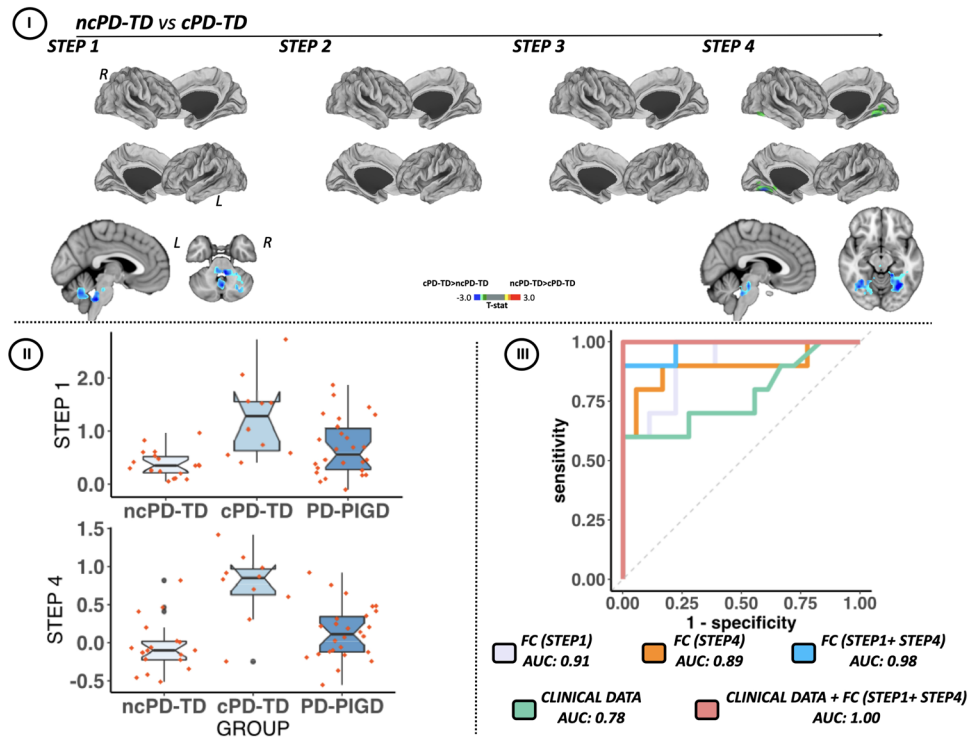 I
ncPD-TD vs cPD-TD
STEP 1 STEP 2 STEP 3 STEP 4
R
L
L R
cPD-TD>ncPD-TD ncPD-TD>cPD-TD
-3.0 3.0
T-stat
II
STEP 1
2.0
1.0
0.0
ncPD-TD cPD-TD PD-PIGD
STEP 4
1.5
1.0
0.5
0.0
-0.5
ncPD-TD cPD-TD PD-PIGD
GROUP
III
sensitivity
1.00
0.75
0.50
0.25
0.00
0.00 0.25 0.50 0.75 1.00
1 - specificity
FC (STEP1)
AUC: 0.91
FC (STEP4)
AUC: 0.89
FC (STEP1+ STEP4)
AUC: 0.98
CLINICAL DATA
AUC: 0.78
CLINICAL DATA + FC (STEP1+ STEP4)
AUC: 1.00